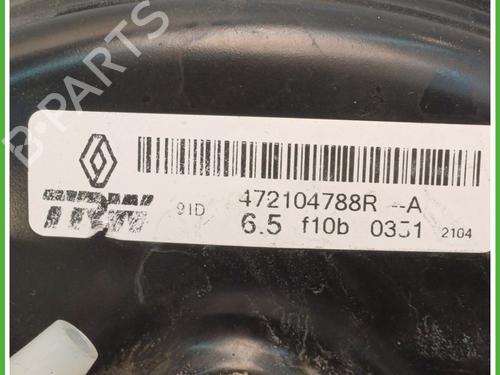 B-PARTS
TRW 91D 472104788R --A
6.5 f10b 0351 2104